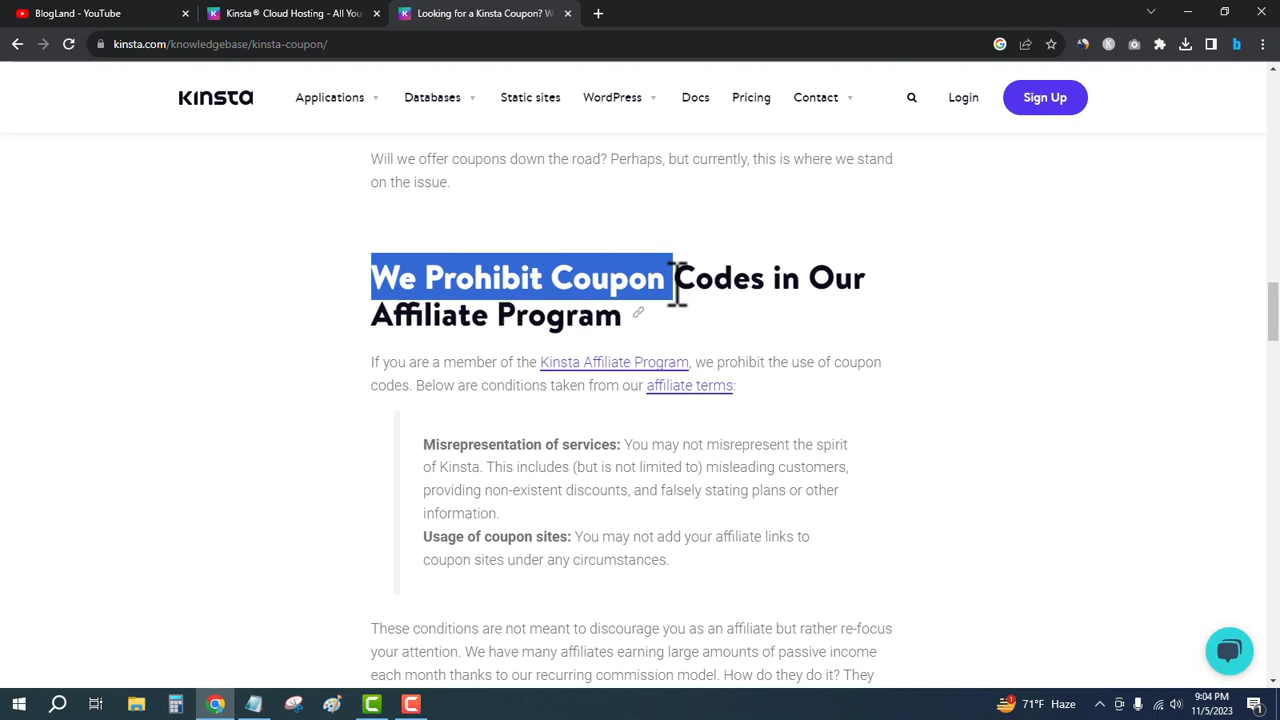 BlogLand - YouTube
Kinsta® Cloud Hosting - All You
Looking for a Kinsta Coupon? W
kinsta.com/knowledgebase/kinsta-coupon/
KINSTA
Applications
Databases
Static sites
WordPress
Docs
Pricing
Contact
Login
Sign Up
Will we offer coupons down the road? Perhaps, but currently, this is where we stand
on the issue.
We Prohibit Coupon Codes in Our
Affiliate Program
If you are a member of the Kinsta Affiliate Program, we prohibit the use of coupon
codes. Below are conditions taken from our affiliate terms:
Misrepresentation of services: You may not misrepresent the spirit
of Kinsta. This includes (but is not limited to) misleading customers,
providing non-existent discounts, and falsely stating plans or other
information.
Usage of coupon sites: You may not add your affiliate links to
coupon sites under any circumstances.
These conditions are not meant to discourage you as an affiliate but rather re-focus
your attention. We have many affiliates earning large amounts of passive income
each month thanks to our recurring commission model. How do they do it? They
71°F Haze
9:04 PM
11/5/2023